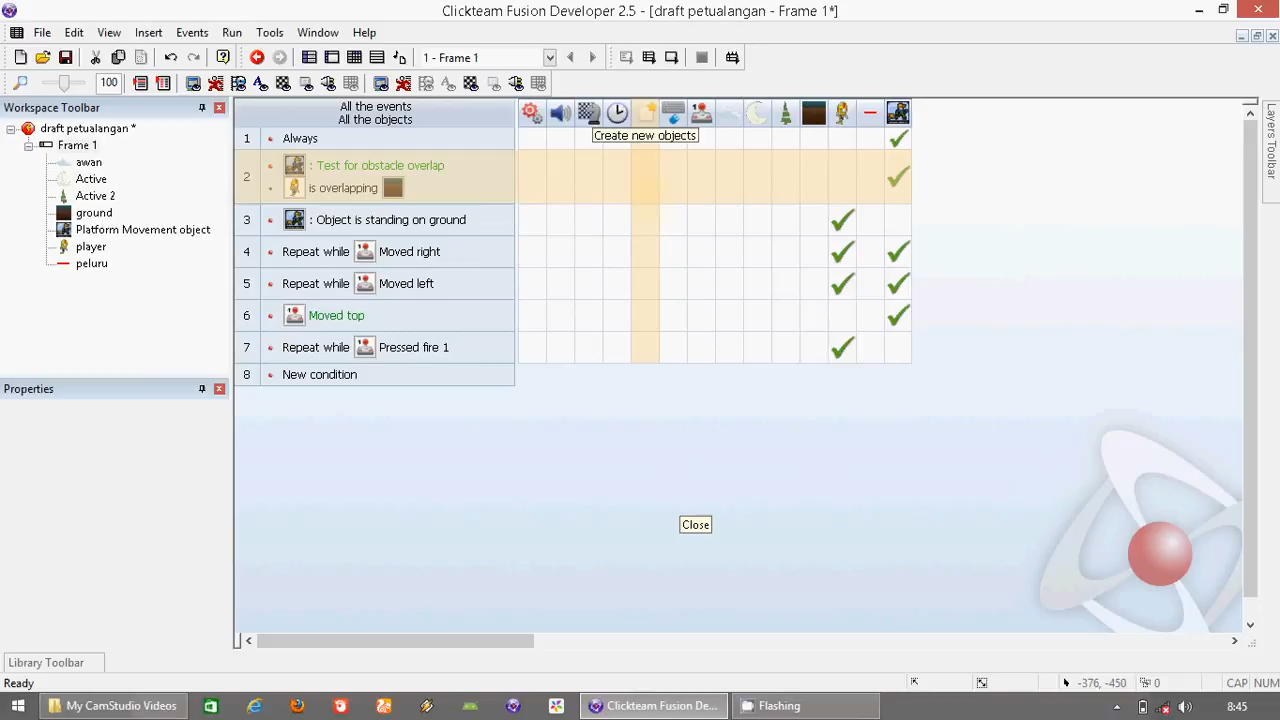 Clickteam Fusion Developer 2.5 - [draft petualangan - Frame 1*]
File Edit View Insert Events Run Tools Window Help
1 - Frame 1
100
Workspace Toolbar
draft petualangan *
Frame 1
awan
Active
Active 2
ground
Platform Movement object
player
peluru
Properties
Library Toolbar
All the events
All the objects
Create new objects
1 Always
2 : Test for obstacle overlap
is overlapping
3 : Object is standing on ground
4 Repeat while Moved right
5 Repeat while Moved left
6 Moved top
7 Repeat while Pressed fire 1
8 New condition
Close
Layers Toolbar
Ready
-376, -450
0
CAP NUM
My CamStudio Videos
Clickteam Fusion De...
Flashing
8:45